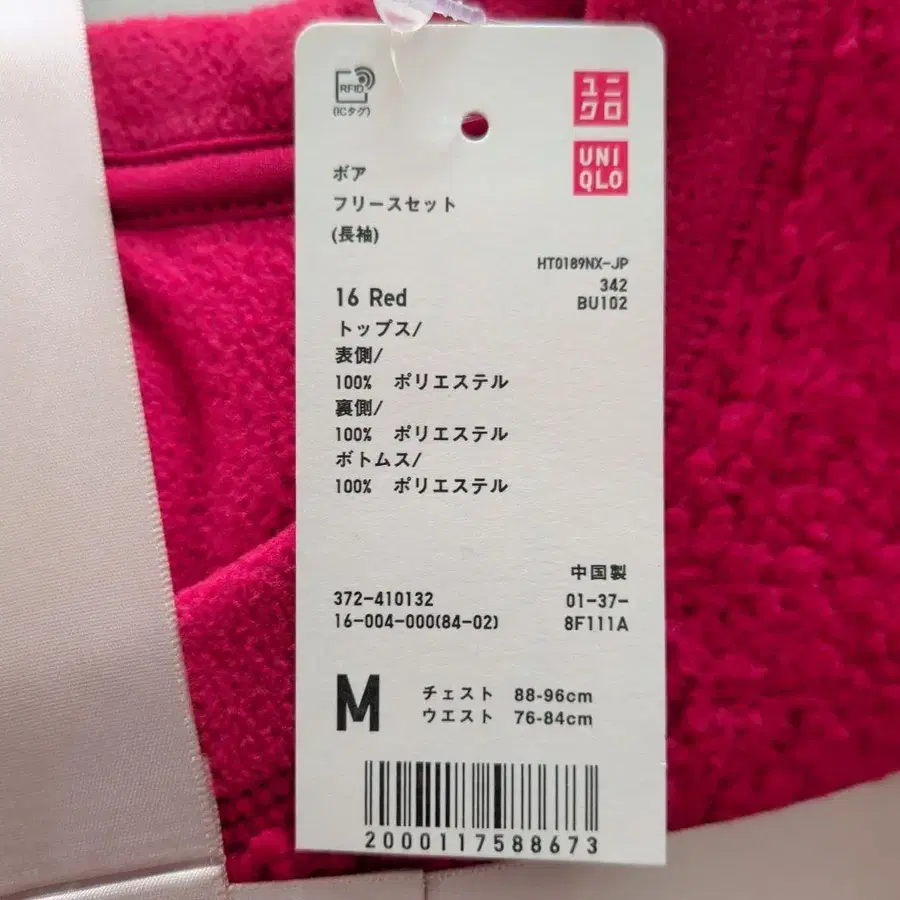 RFID
(ICタグ)
ユニ
クロ
UNI
QLO
ボア
フリースセット
(長袖)
HT0189NX-JP
342
BU102
16 Red
トップス/
表側/
100% ポリエステル
裏側/
100% ポリエステル
ボトムス/
100% ポリエステル
中国製
372-410132
01-37-
16-004-000(84-02)
8F111A
M
チェスト 88-96cm
ウエスト 76-84cm
2000117588673